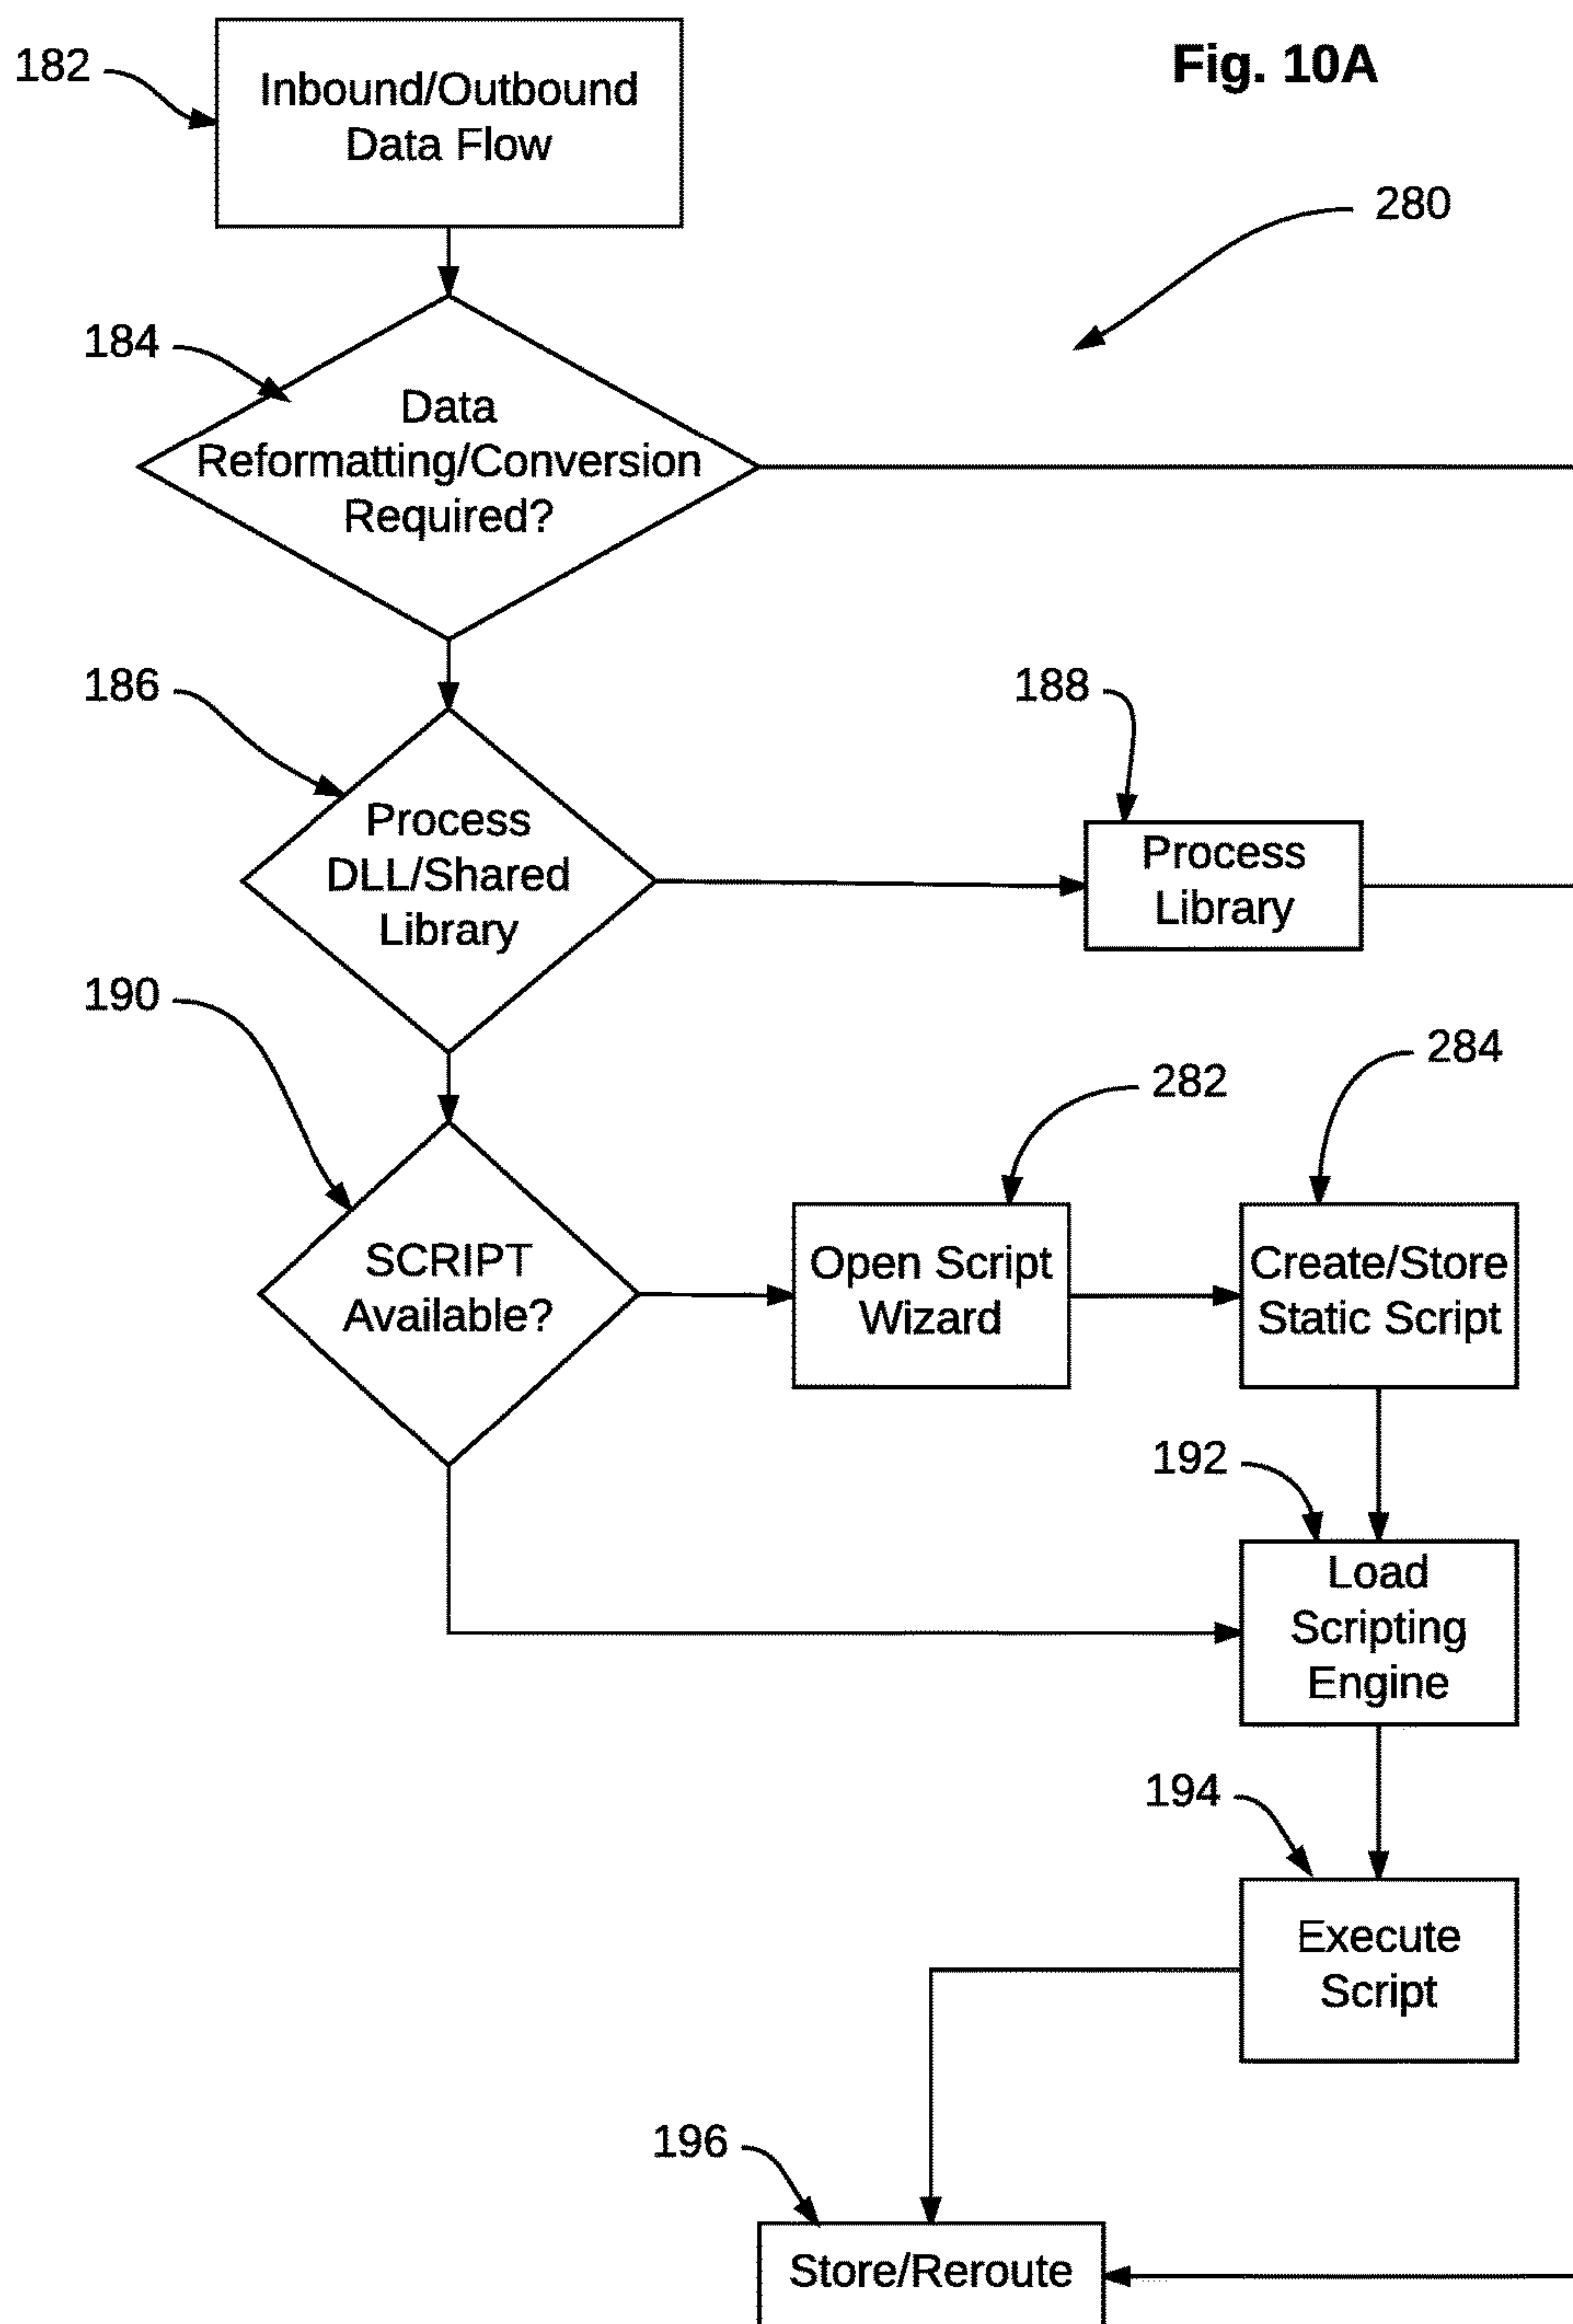 Fig. 10A
182
Inbound/Outbound
Data Flow
280
184
Data
Reformatting/Conversion
Required?
186
Process
DLL/Shared
Library
188
Process
Library
190
SCRIPT
Available?
282
Open Script
Wizard
284
Create/Store
Static Script
192
Load
Scripting
Engine
194
Execute
Script
196
Store/Reroute